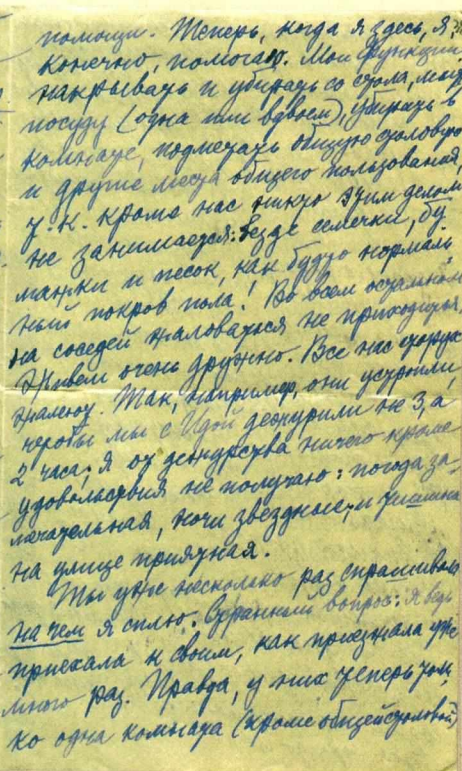 помощи. Теперь, когда я здесь, я,
конечно, помогаю. Мои функции
накрывать и убирать со стола, мыть
посуду (одна или вдвоем), убирать в
комнате, подметать общую столовую
и другие места общего пользования,
т.к. кроме нас никто этим делом
не занимается: везде семечки, бу
мажки и песок, как будто нормаль
ный покров пола! Во всем остальном
на соседей жаловаться не приходится,
Живем очень дружно. Все нас
жалеют. Так, например, они устроили,
чтобы мы с Идой дежурили не 3, а
2 часа; я от дежурства ничего кроме
удовольствия не получаю: погода за-
мечательная, ночи звездные, и тишина
на улице приятная.
Ты уже несколько раз спрашивал
на чем я сплю. Странный вопрос: я ведь
приехала к своим, как приезжала уже
много раз. Правда, у них теперь толь
ко одна комната (кроме общей столовой)